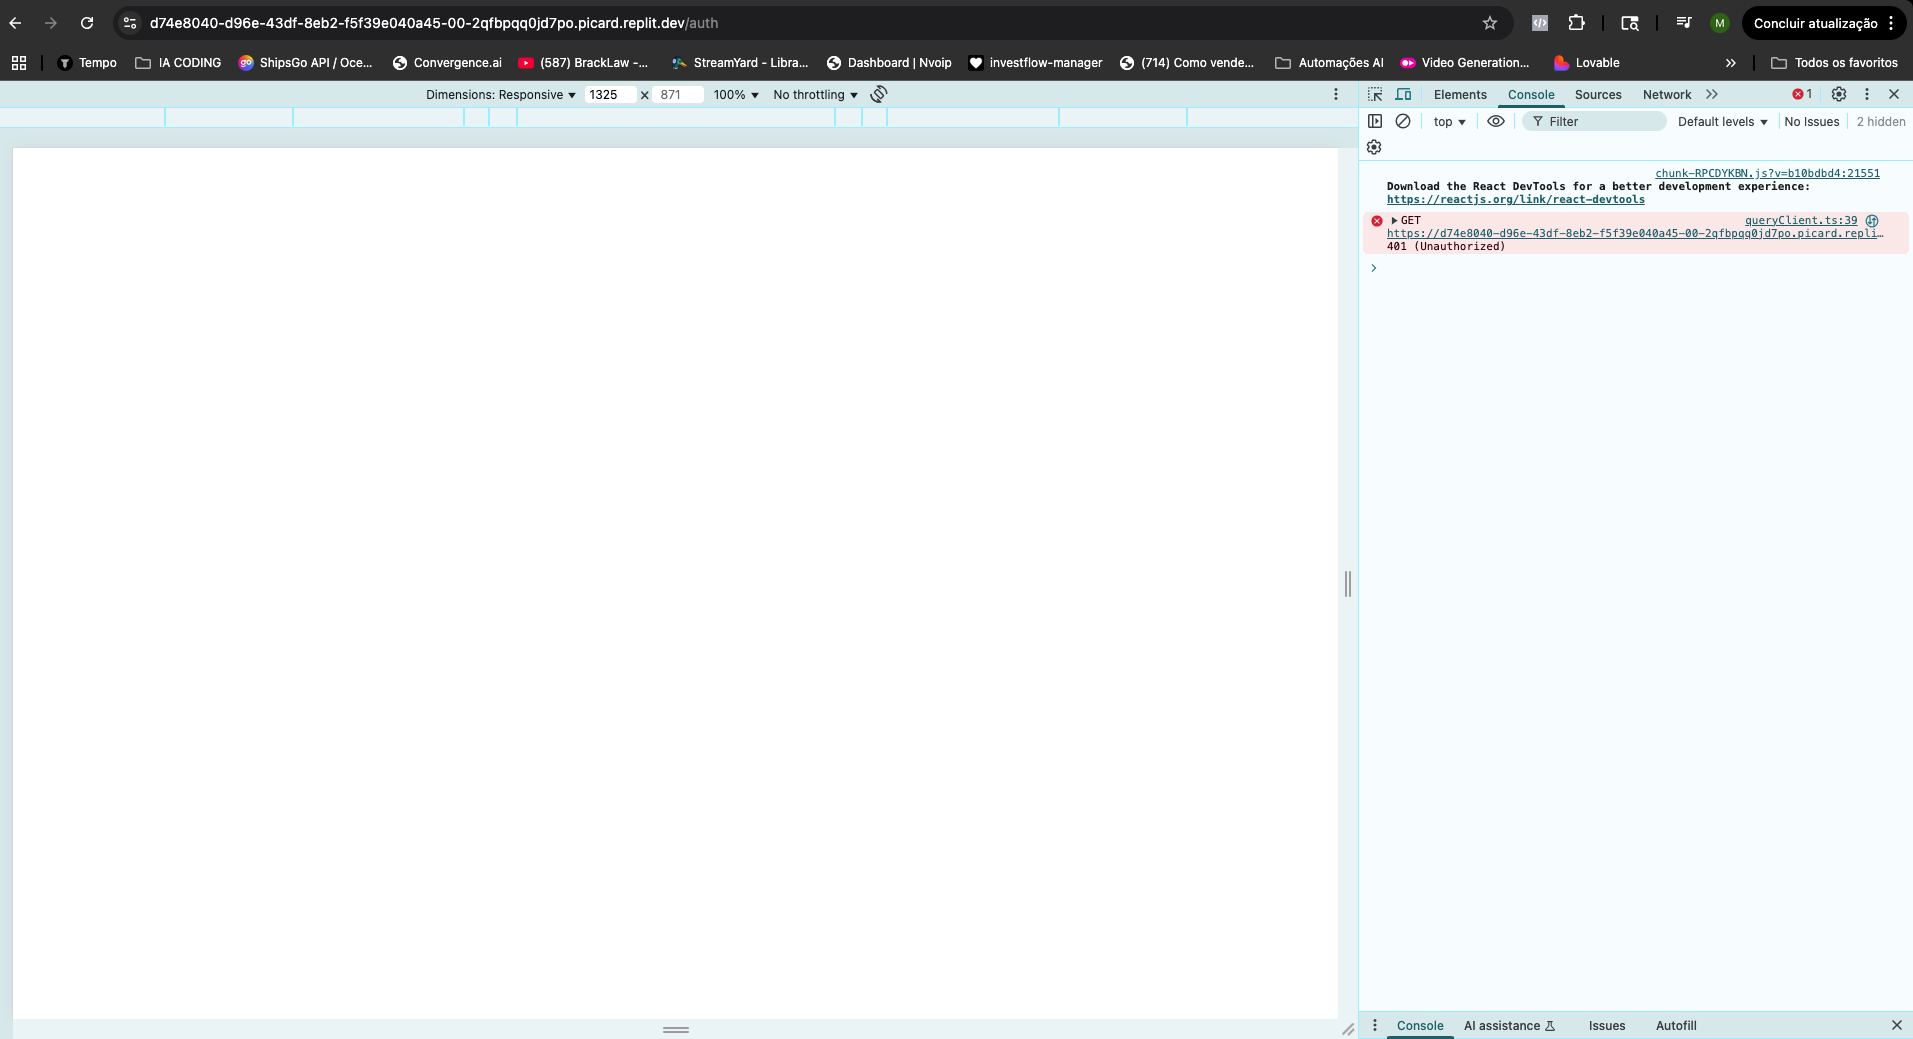 d74e8040-d96e-43df-8eb2-f5f39e040a45-00-2qfbpqq0jd7po.picard.replit.dev/auth
M
Concluir atualização
Tempo
IA CODING
go
ShipsGo API / Oce...
Convergence.ai
(587) BrackLaw -...
StreamYard - Libra...
Dashboard | Nvoip
investflow-manager
(714) Como vende...
Automações AI
Video Generation...
Lovable
Todos os favoritos
Dimensions: Responsive
1325
×
871
100%
No throttling
Elements
Console
Sources
Network
1
top
Filter
Default levels
No Issues
2 hidden
chunk-RPCDYKBN.js?v=b10bdbd4:21551
Download the React DevTools for a better development experience:
https://reactjs.org/link/react-devtools
GET
queryClient.ts:39
https://d74e8040-d96e-43df-8eb2-f5f39e040a45-00-2qfbpqq0jd7po.picard.repli…
401 (Unauthorized)
Console
AI assistance
Issues
Autofill